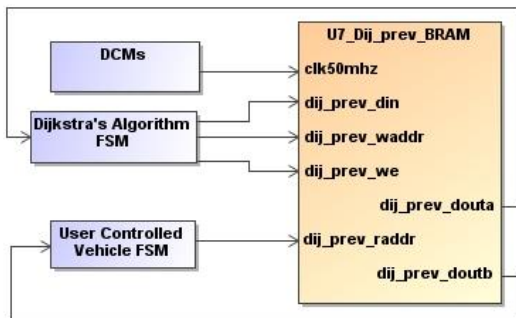 U7_Dij_prev_BRAM
DCMs
clk50mhz
dij_prev_din
Dijkstra's Algorithm
FSM
dij_prev_waddr
dij_prev_we
dij_prev_douta
User Controlled
Vehicle FSM
dij_prev_raddr
dij_prev_doutb